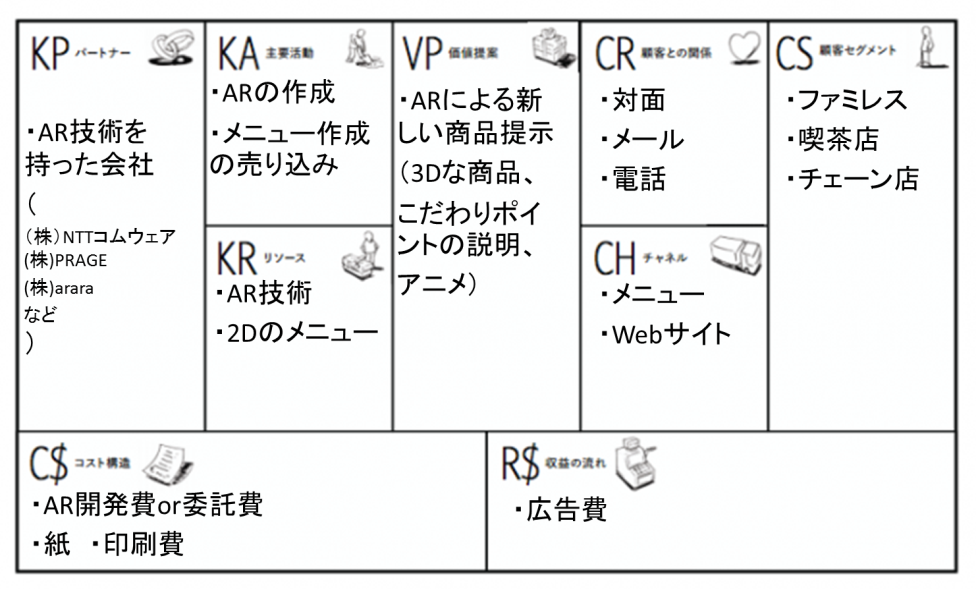 KP パートナー
・AR技術を
持った会社
（
（株）NTTコムウェア
(株)PRAGE
(株)arara
など
）
KA 主要活動
・ARの作成
・メニュー作成
の売り込み
KR リソース
・AR技術
・2Dのメニュー
VP 価値提案
・ARによる新
しい商品提示
（3Dな商品、
こだわりポイ
ントの説明、
アニメ）
CR 顧客との関係
・対面
・メール
・電話
CH チャネル
・メニュー
・Webサイト
CS 顧客セグメント
・ファミレス
・喫茶店
・チェーン店
C$ コスト構造
・AR開発費or委託費
・紙　・印刷費
R$ 収益の流れ
・広告費